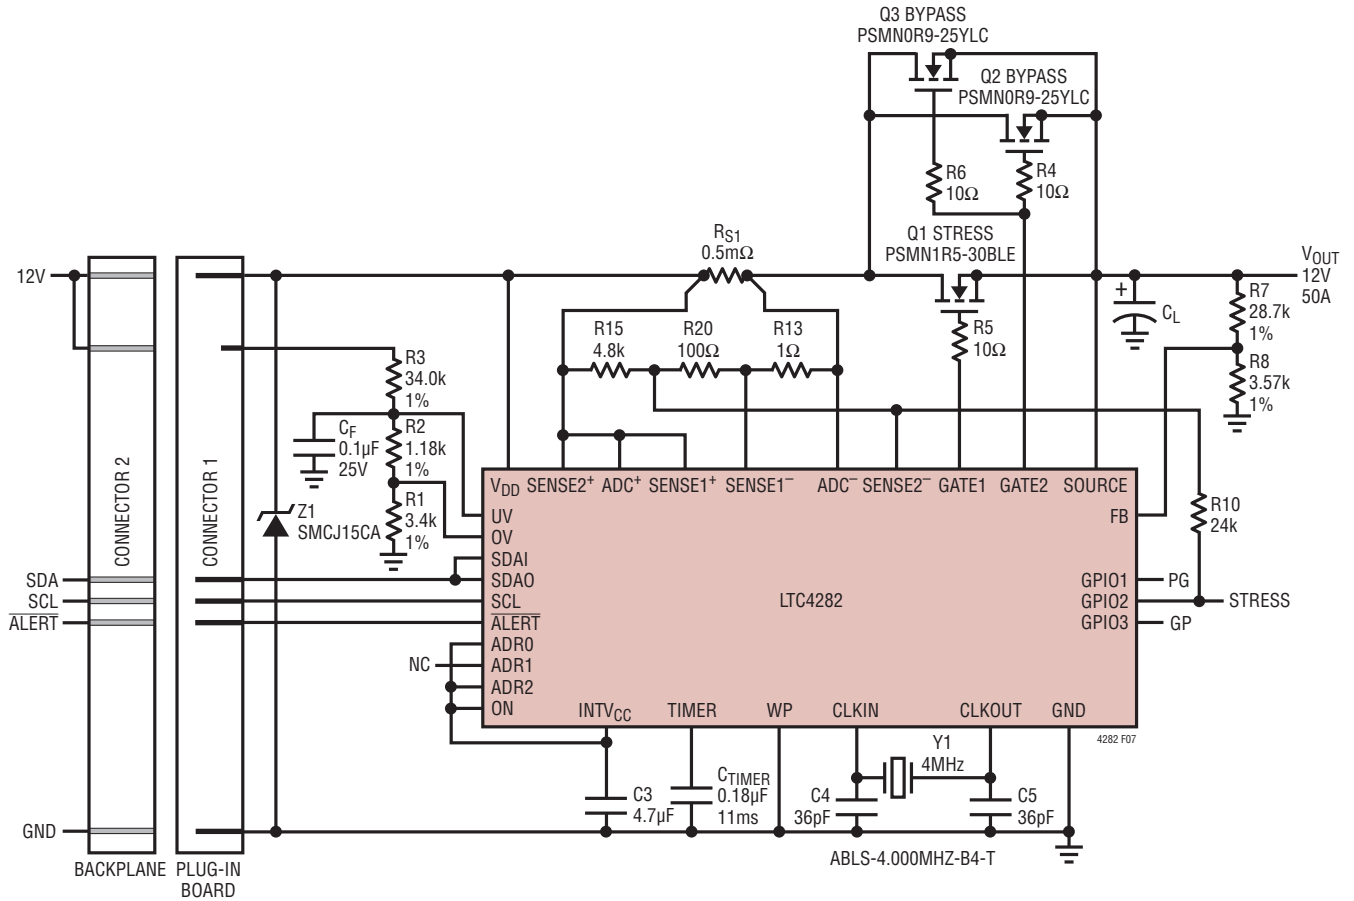 Q3 BYPASS
PSMN0R9-25YLC
Q2 BYPASS
PSMN0R9-25YLC
R6
10Ω
R4
10Ω
RS1
0.5mΩ
Q1 STRESS
PSMN1R5-30BLE
VOUT
12V
50A
12V
R7
28.7k
1%
+
CL
R15
4.8k
R20
100Ω
R13
1Ω
R5
10Ω
R3
34.0k
1%
R8
3.57k
1%
CF
0.1µF
25V
R2
1.18k
1%
CONNECTOR 2
CONNECTOR 1
VDD SENSE2+ ADC+ SENSE1+ SENSE1– ADC– SENSE2– GATE1 GATE2 SOURCE
Z1
SMCJ15CA
R1
3.4k
1%
UV
OV
SDAI
SDAO
SCL
ALERT
ADR0
ADR1
ADR2
ON
FB
R10
24k
SDA
SCL
ALERT
LTC4282
GPIO1
GPIO2
GPIO3
PG
STRESS
GP
NC
INTVCC TIMER WP CLKIN CLKOUT GND
4282 F07
Y1
4MHz
C3
4.7µF
CTIMER
0.18µF
11ms
C4
36pF
C5
36pF
GND
ABLS-4.000MHZ-B4-T
BACKPLANE
PLUG-IN
BOARD